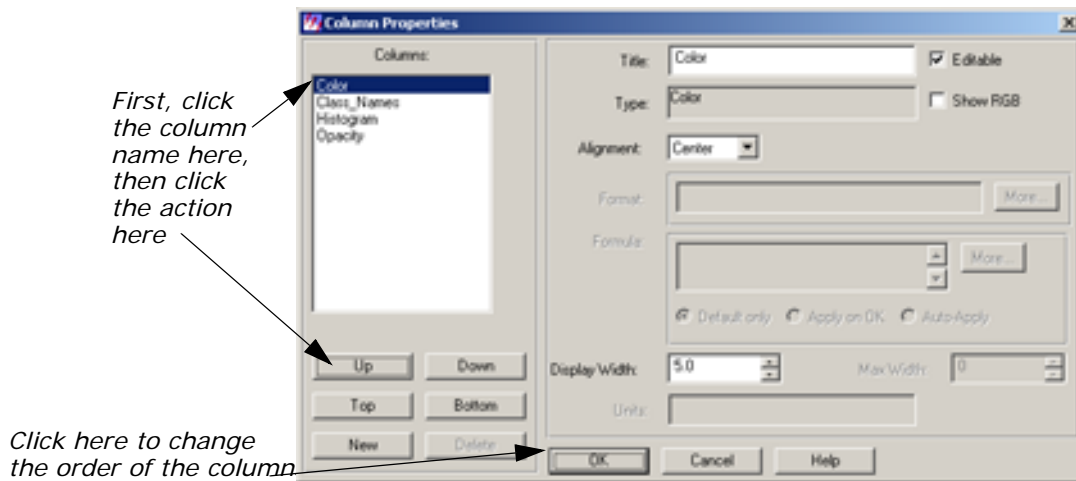 Column Properties
Columns:
Color
Class_Names
Histogram
Opacity
First, click
the column
name here,
then click
the action
here
Up
Down
Top
Bottom
New
Delete
Click here to change
the order of the column
Title:
Color
Editable
Type:
Color
Show RGB
Alignment:
Center
Format:
More...
Formula:
More...
Default only
Apply on OK
Auto-Apply
Display Width:
5.0
Max Width:
0
Units:
OK
Cancel
Help